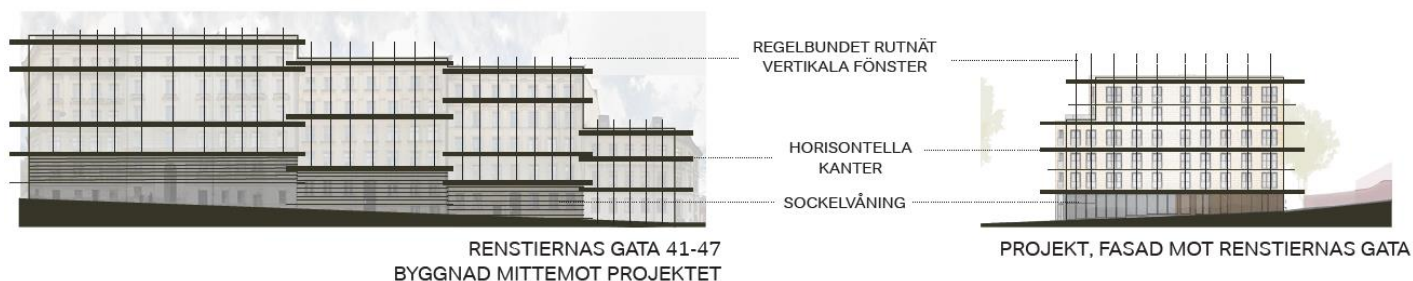 REGELBUNDET RUTNÄT
VERTIKALA FÖNSTER
HORISONTELLA
KANTER
SOCKELVÅNING
RENSTIERNAS GATA 41-47
BYGGNAD MITTEMOT PROJEKTET
PROJEKT, FASAD MOT RENSTIERNAS GATA